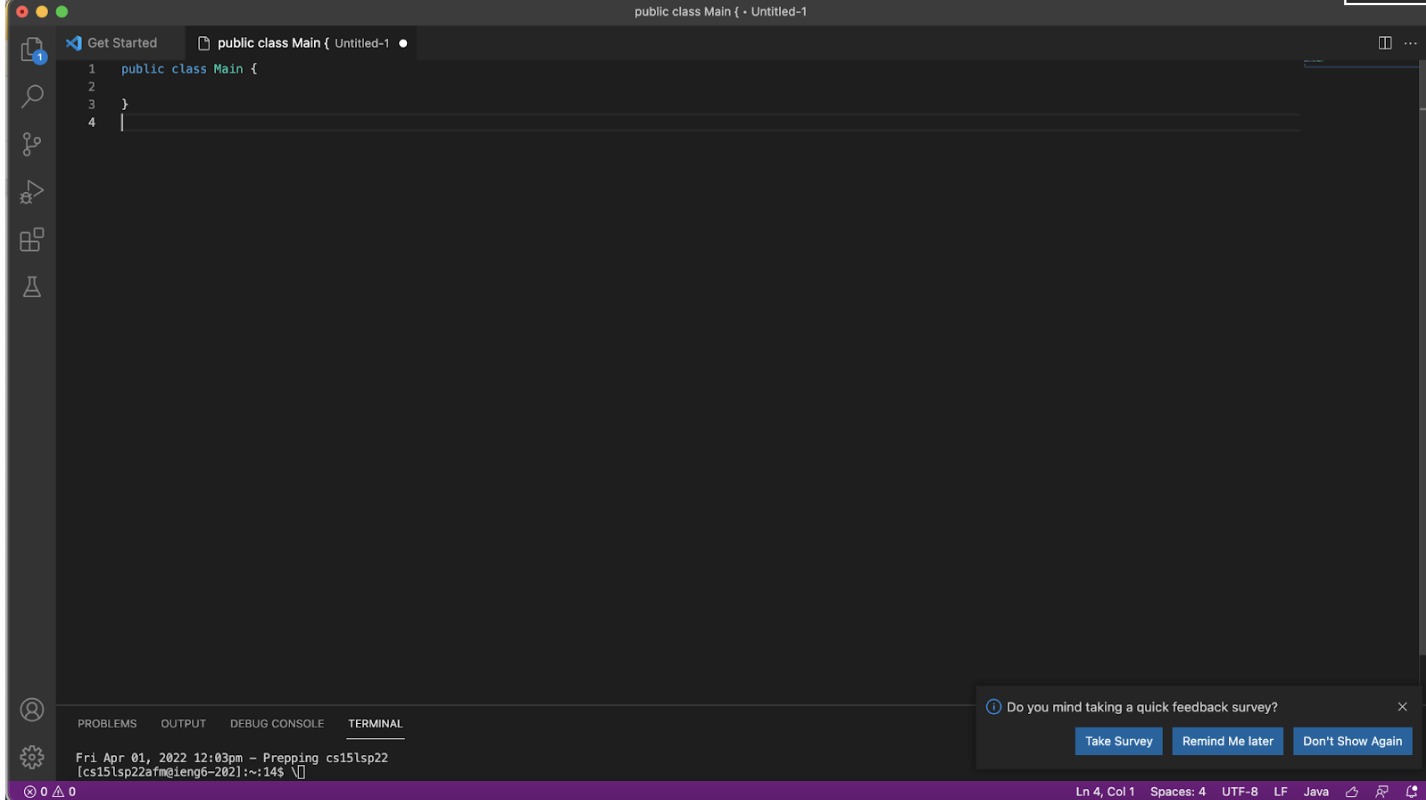 public class Main { • Untitled-1
Get Started
public class Main { Untitled-1 ●
1 public class Main {
2
3 }
4
1
PROBLEMS OUTPUT DEBUG CONSOLE TERMINAL
Fri Apr 01, 2022 12:03pm - Prepping cs15lsp22
[cs15lsp22afm@ieng6-202]:~:14$ \
Do you mind taking a quick feedback survey?
Take Survey Remind Me later Don't Show Again
0 0 Ln 4, Col 1 Spaces: 4 UTF-8 LF Java